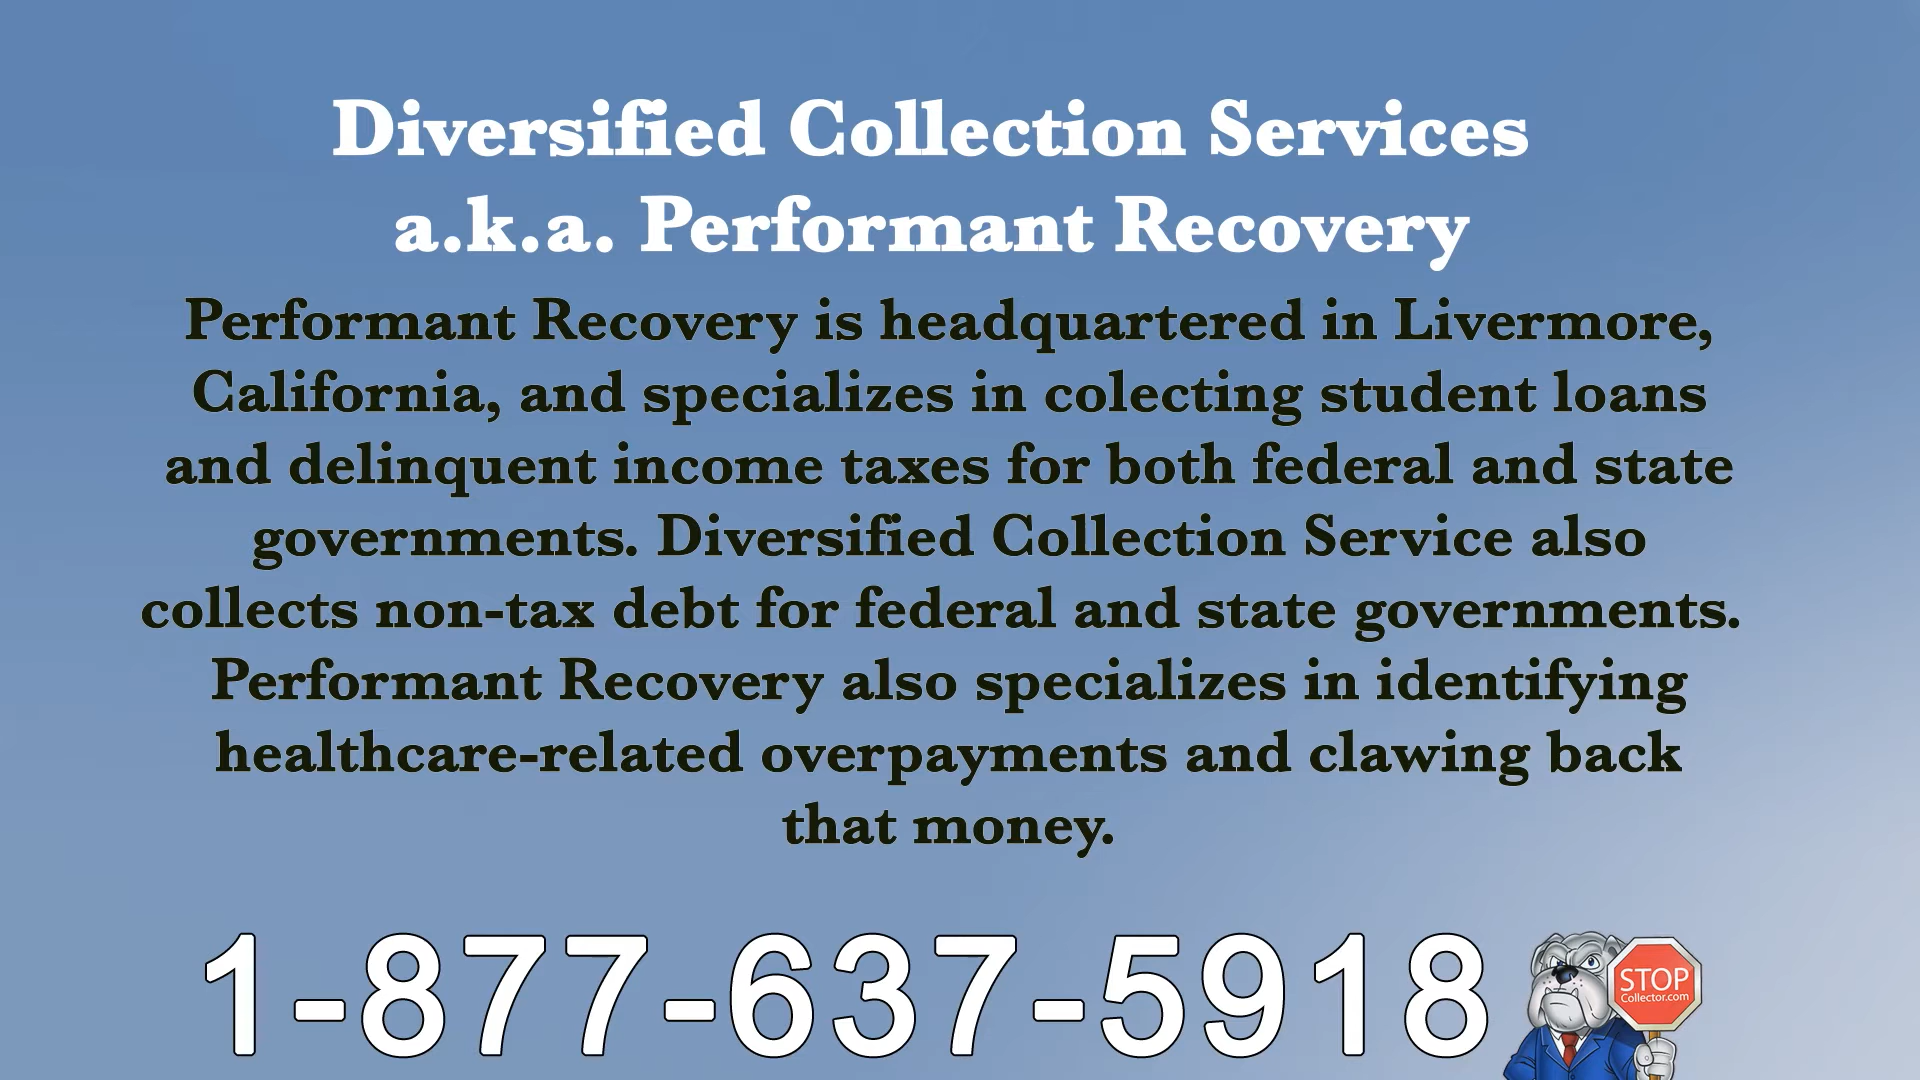 Diversified Collection Services
a.k.a. Performant Recovery
Performant Recovery is headquartered in Livermore,
California, and specializes in colecting student loans
and delinquent income taxes for both federal and state
governments. Diversified Collection Service also
collects non-tax debt for federal and state governments.
Performant Recovery also specializes in identifying
healthcare-related overpayments and clawing back
that money.
1-877-637-5918
STOP
Collector.com